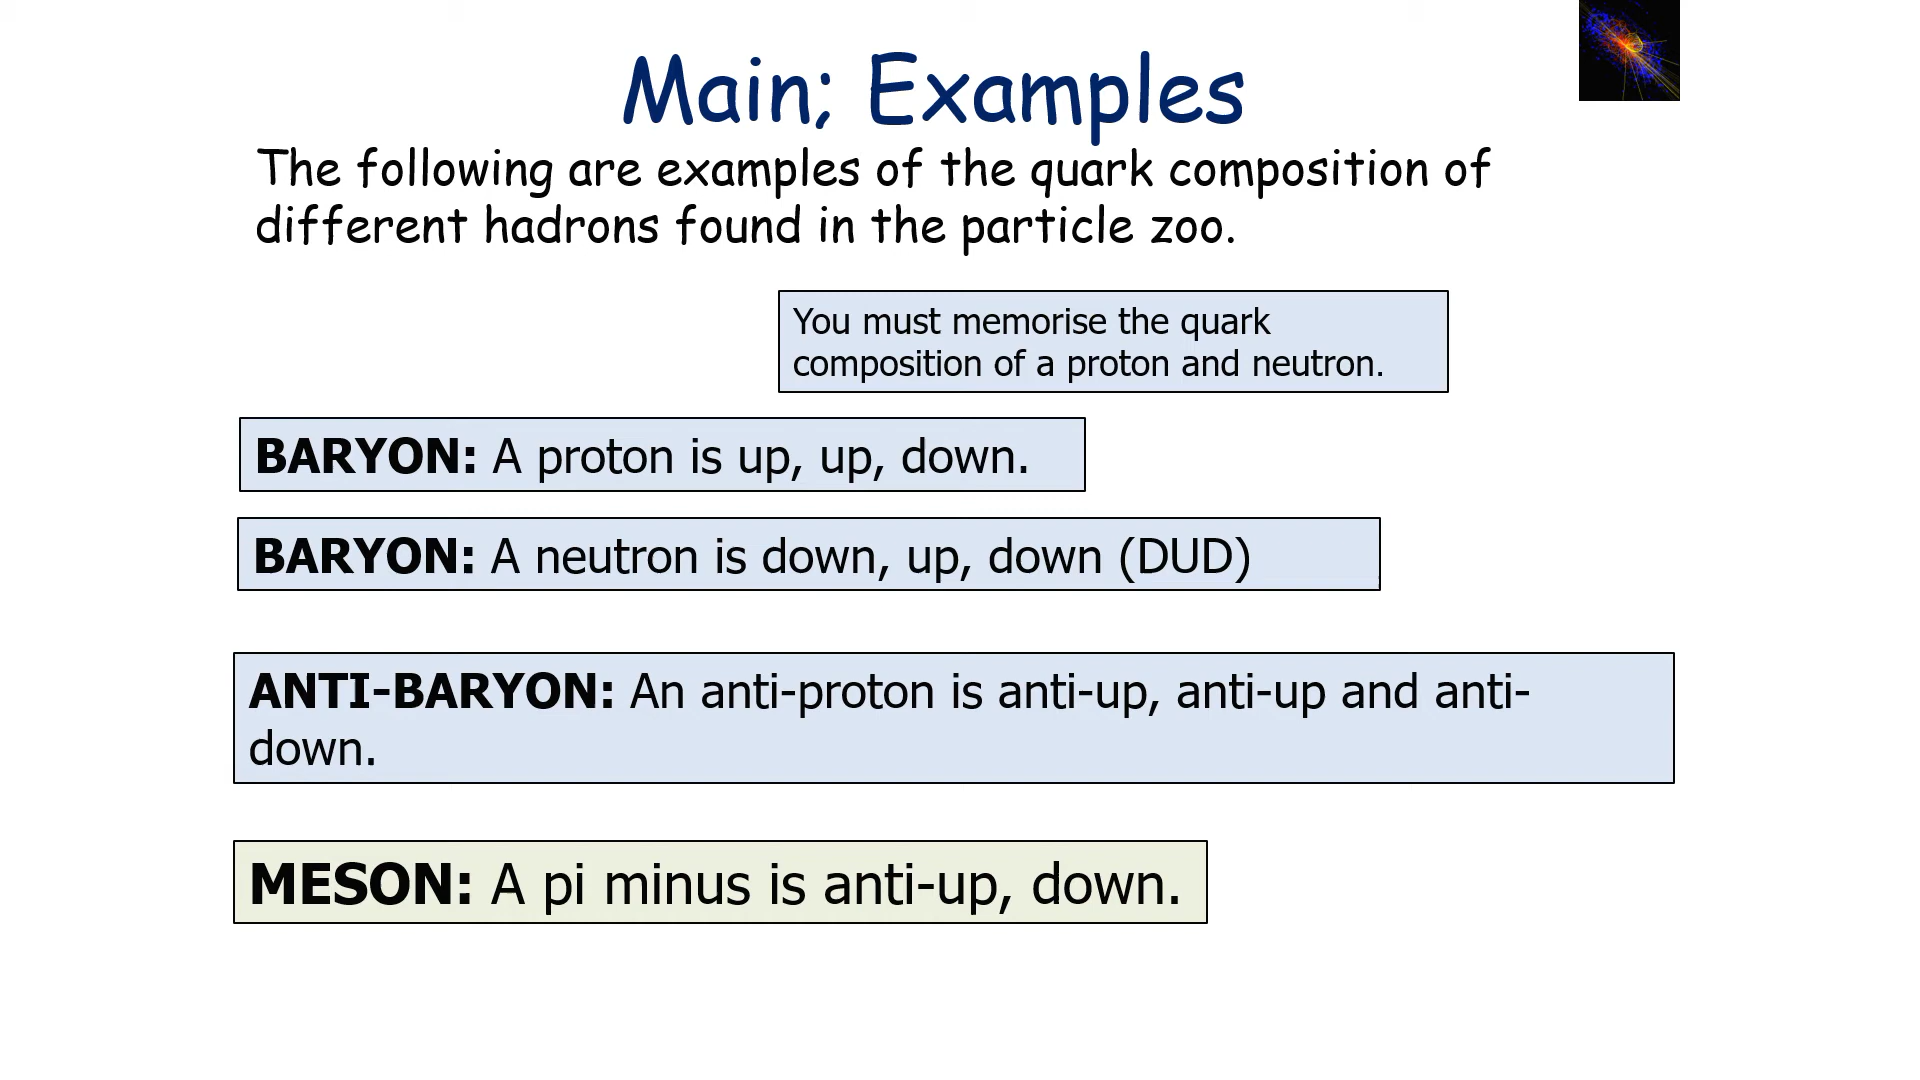 Main; Examples
The following are examples of the quark composition of
different hadrons found in the particle zoo.
You must memorise the quark
composition of a proton and neutron.
BARYON: A proton is up, up, down.
BARYON: A neutron is down, up, down (DUD)
ANTI-BARYON: An anti-proton is anti-up, anti-up and anti-
down.
MESON: A pi minus is anti-up, down.